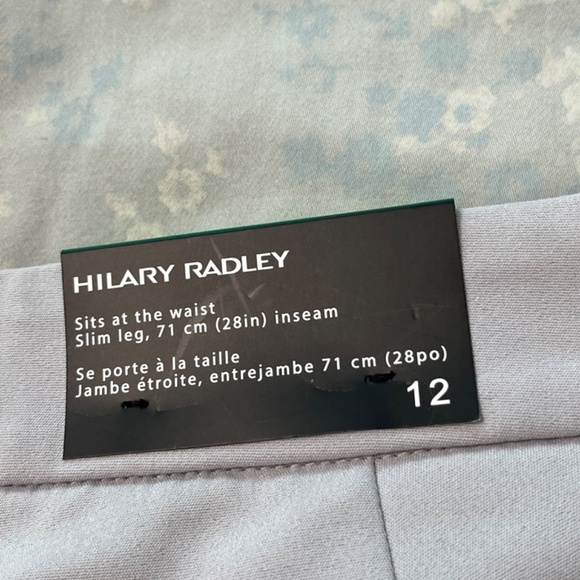 HILARY RADLEY
Sits at the waist
Slim leg, 71 cm (28in) inseam
Se porte à la taille
Jambe étroite, entrejambe 71 cm (28po)
12